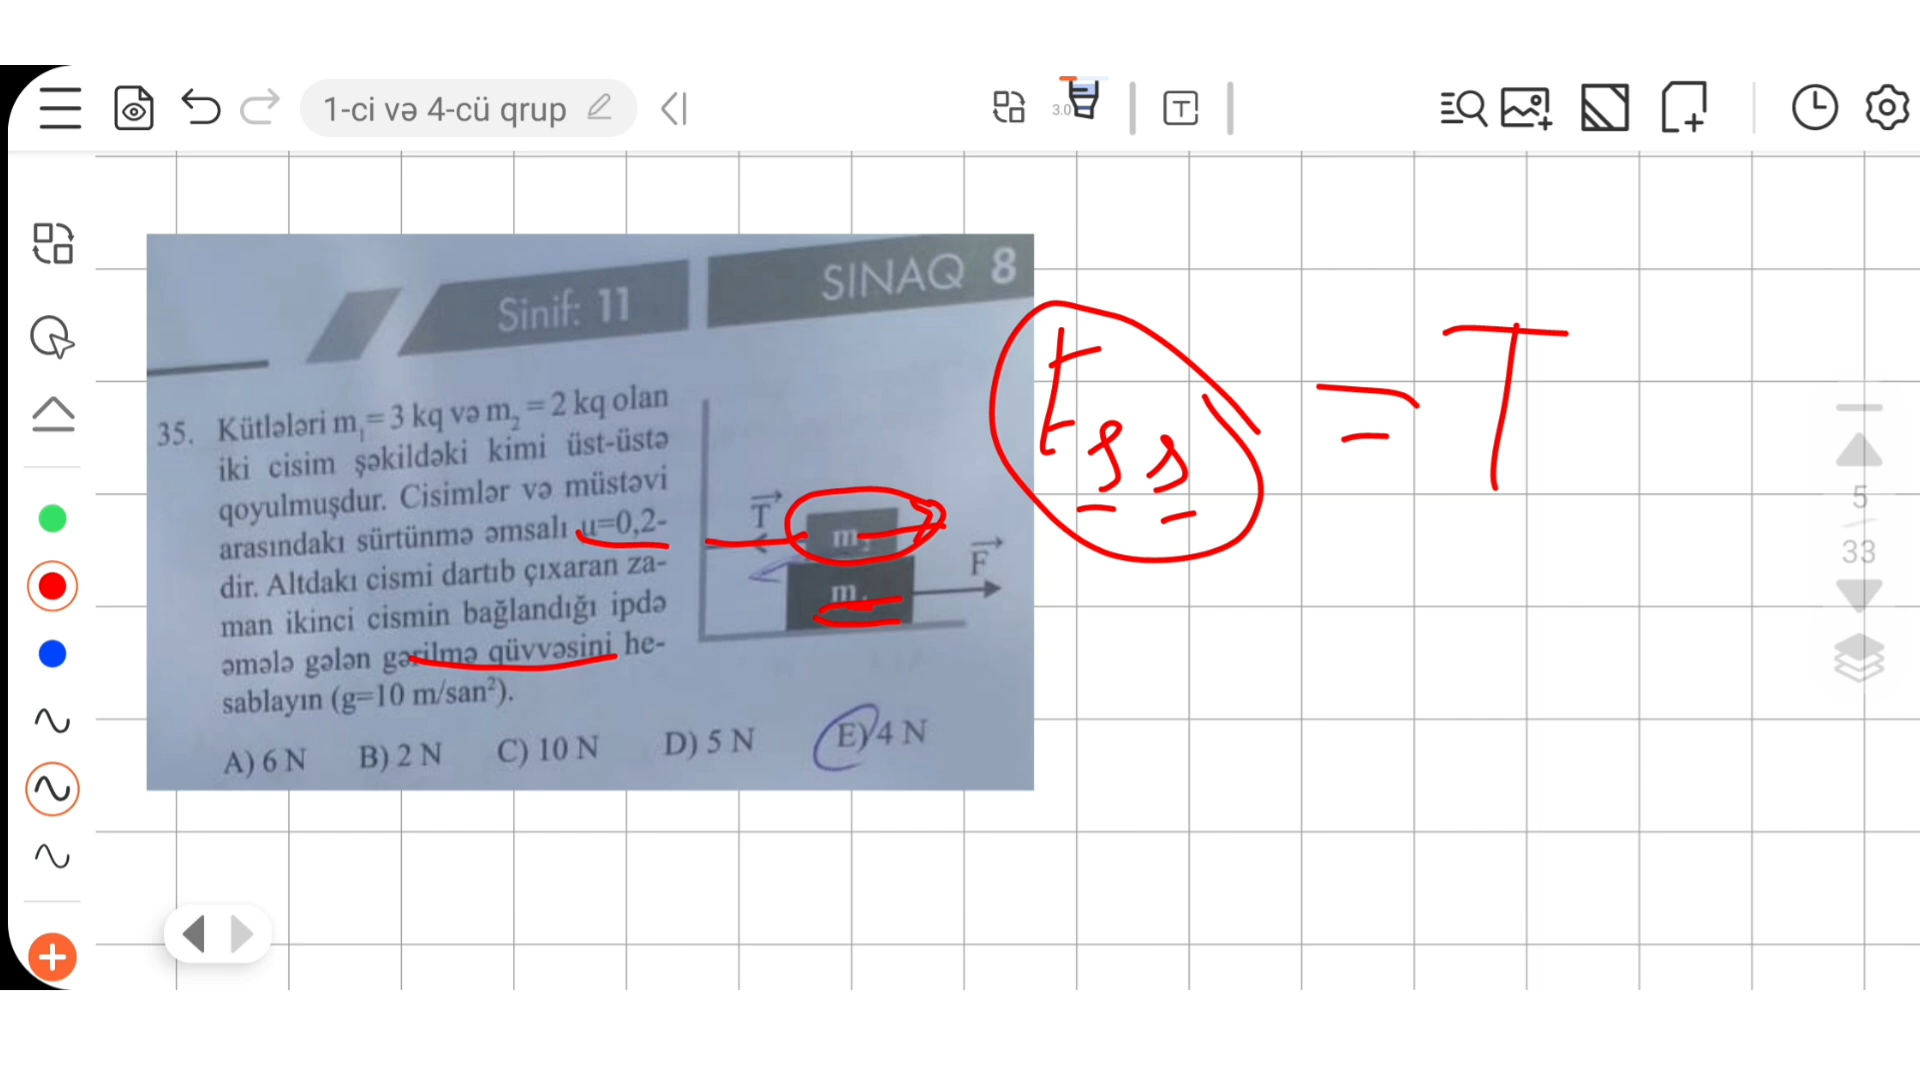 1-ci və 4-cü qrup
3.0
T
Sinif: 11
SINAQ 8
35. Kütlələri m₁ = 3 kq və m₂ = 2 kq olan
iki cisim şəkildəki kimi üst-üstə
qoyulmuşdur. Cisimlər və müstəvi
arasındakı sürtünmə əmsalı μ=0,2-
dir. Altdakı cismi dartıb çıxaran za-
man ikinci cismin bağlandığı ipdə
əmələ gələn gərilmə qüvvəsini he-
sablayın (g=10 m/san²).
T
m₂
F
m₁
A) 6 N B) 2 N C) 10 N D) 5 N E) 4 N
= T
5
33